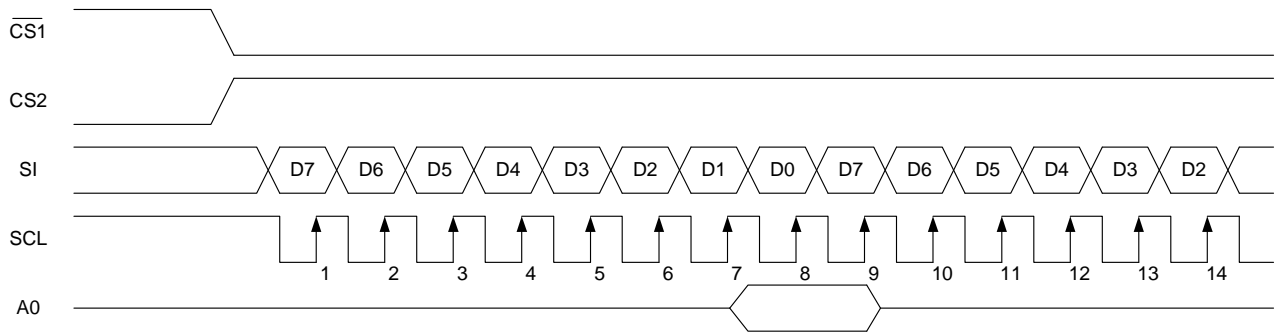 CS1
CS2
SI D7 D6 D5 D4 D3 D2 D1 D0 D7 D6 D5 D4 D3 D2
SCL
1 2 3 4 5 6 7 8 9 10 11 12 13 14
A0